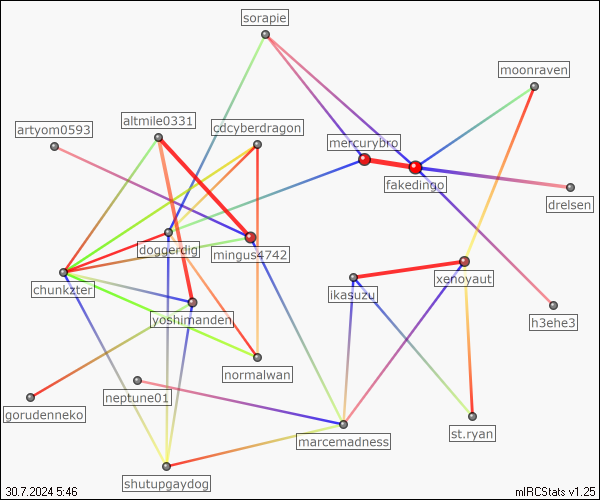 sorapie
moonraven
altmile0331
cdcyberdragon
artyom0593
mercurybro
fakedingo
drelsen
doggerdig
mingus4742
chunkzter
ikasuzu
xenoyaut
yoshimanden
h3ehe3
normalwan
neptune01
gorudenneko
marcemadness
st.ryan
shutupgaydog
30.7.2024 5:46
mIRCStats v1.25